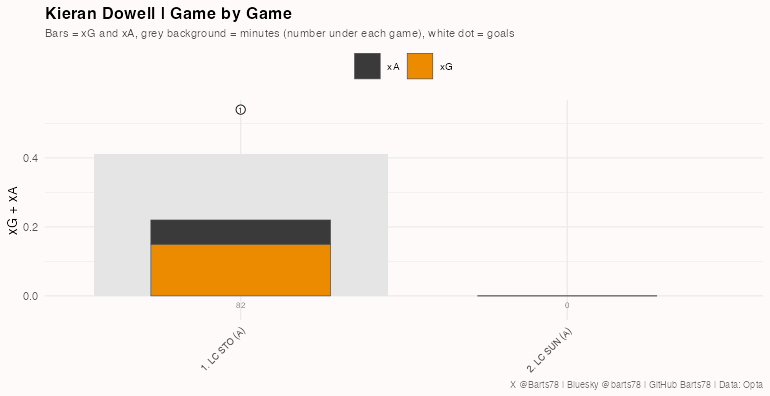 Kieran Dowell | Game by Game
Bars = xG and xA, grey background = minutes (number under each game), white dot = goals
xA xG
1
xG + xA
0.4
0.2
0.0
82 0
1. LC STO (A) 2. LC SUN (A)
X @Barts78 | Bluesky @barts78 | GitHub Barts78 | Data: Opta